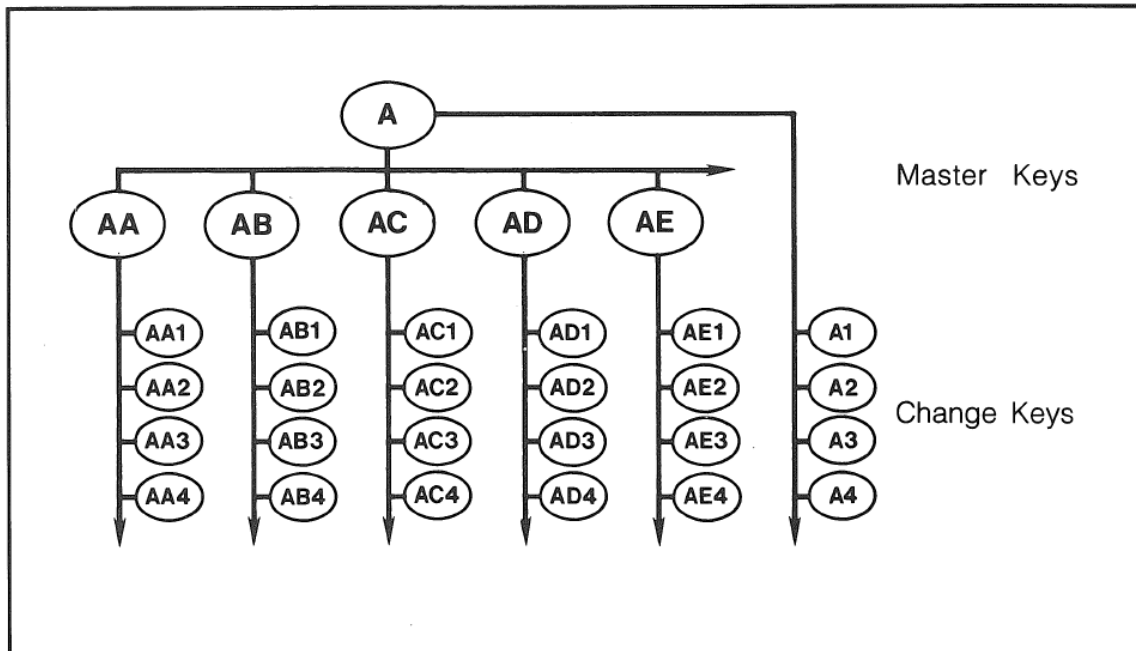 A
Master Keys
AA AB AC AD AE
AA1 AB1 AC1 AD1 AE1 A1
AA2 AB2 AC2 AD2 AE2 A2
Change Keys
AA3 AB3 AC3 AD3 AE3 A3
AA4 AB4 AC4 AD4 AE4 A4